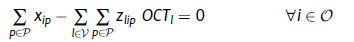 ∑_{p∈𝒫} x_{ip} − ∑_{l∈𝒱} ∑_{p∈𝒫} z_{lip} OCT_l = 0 ∀i ∈ 𝒪